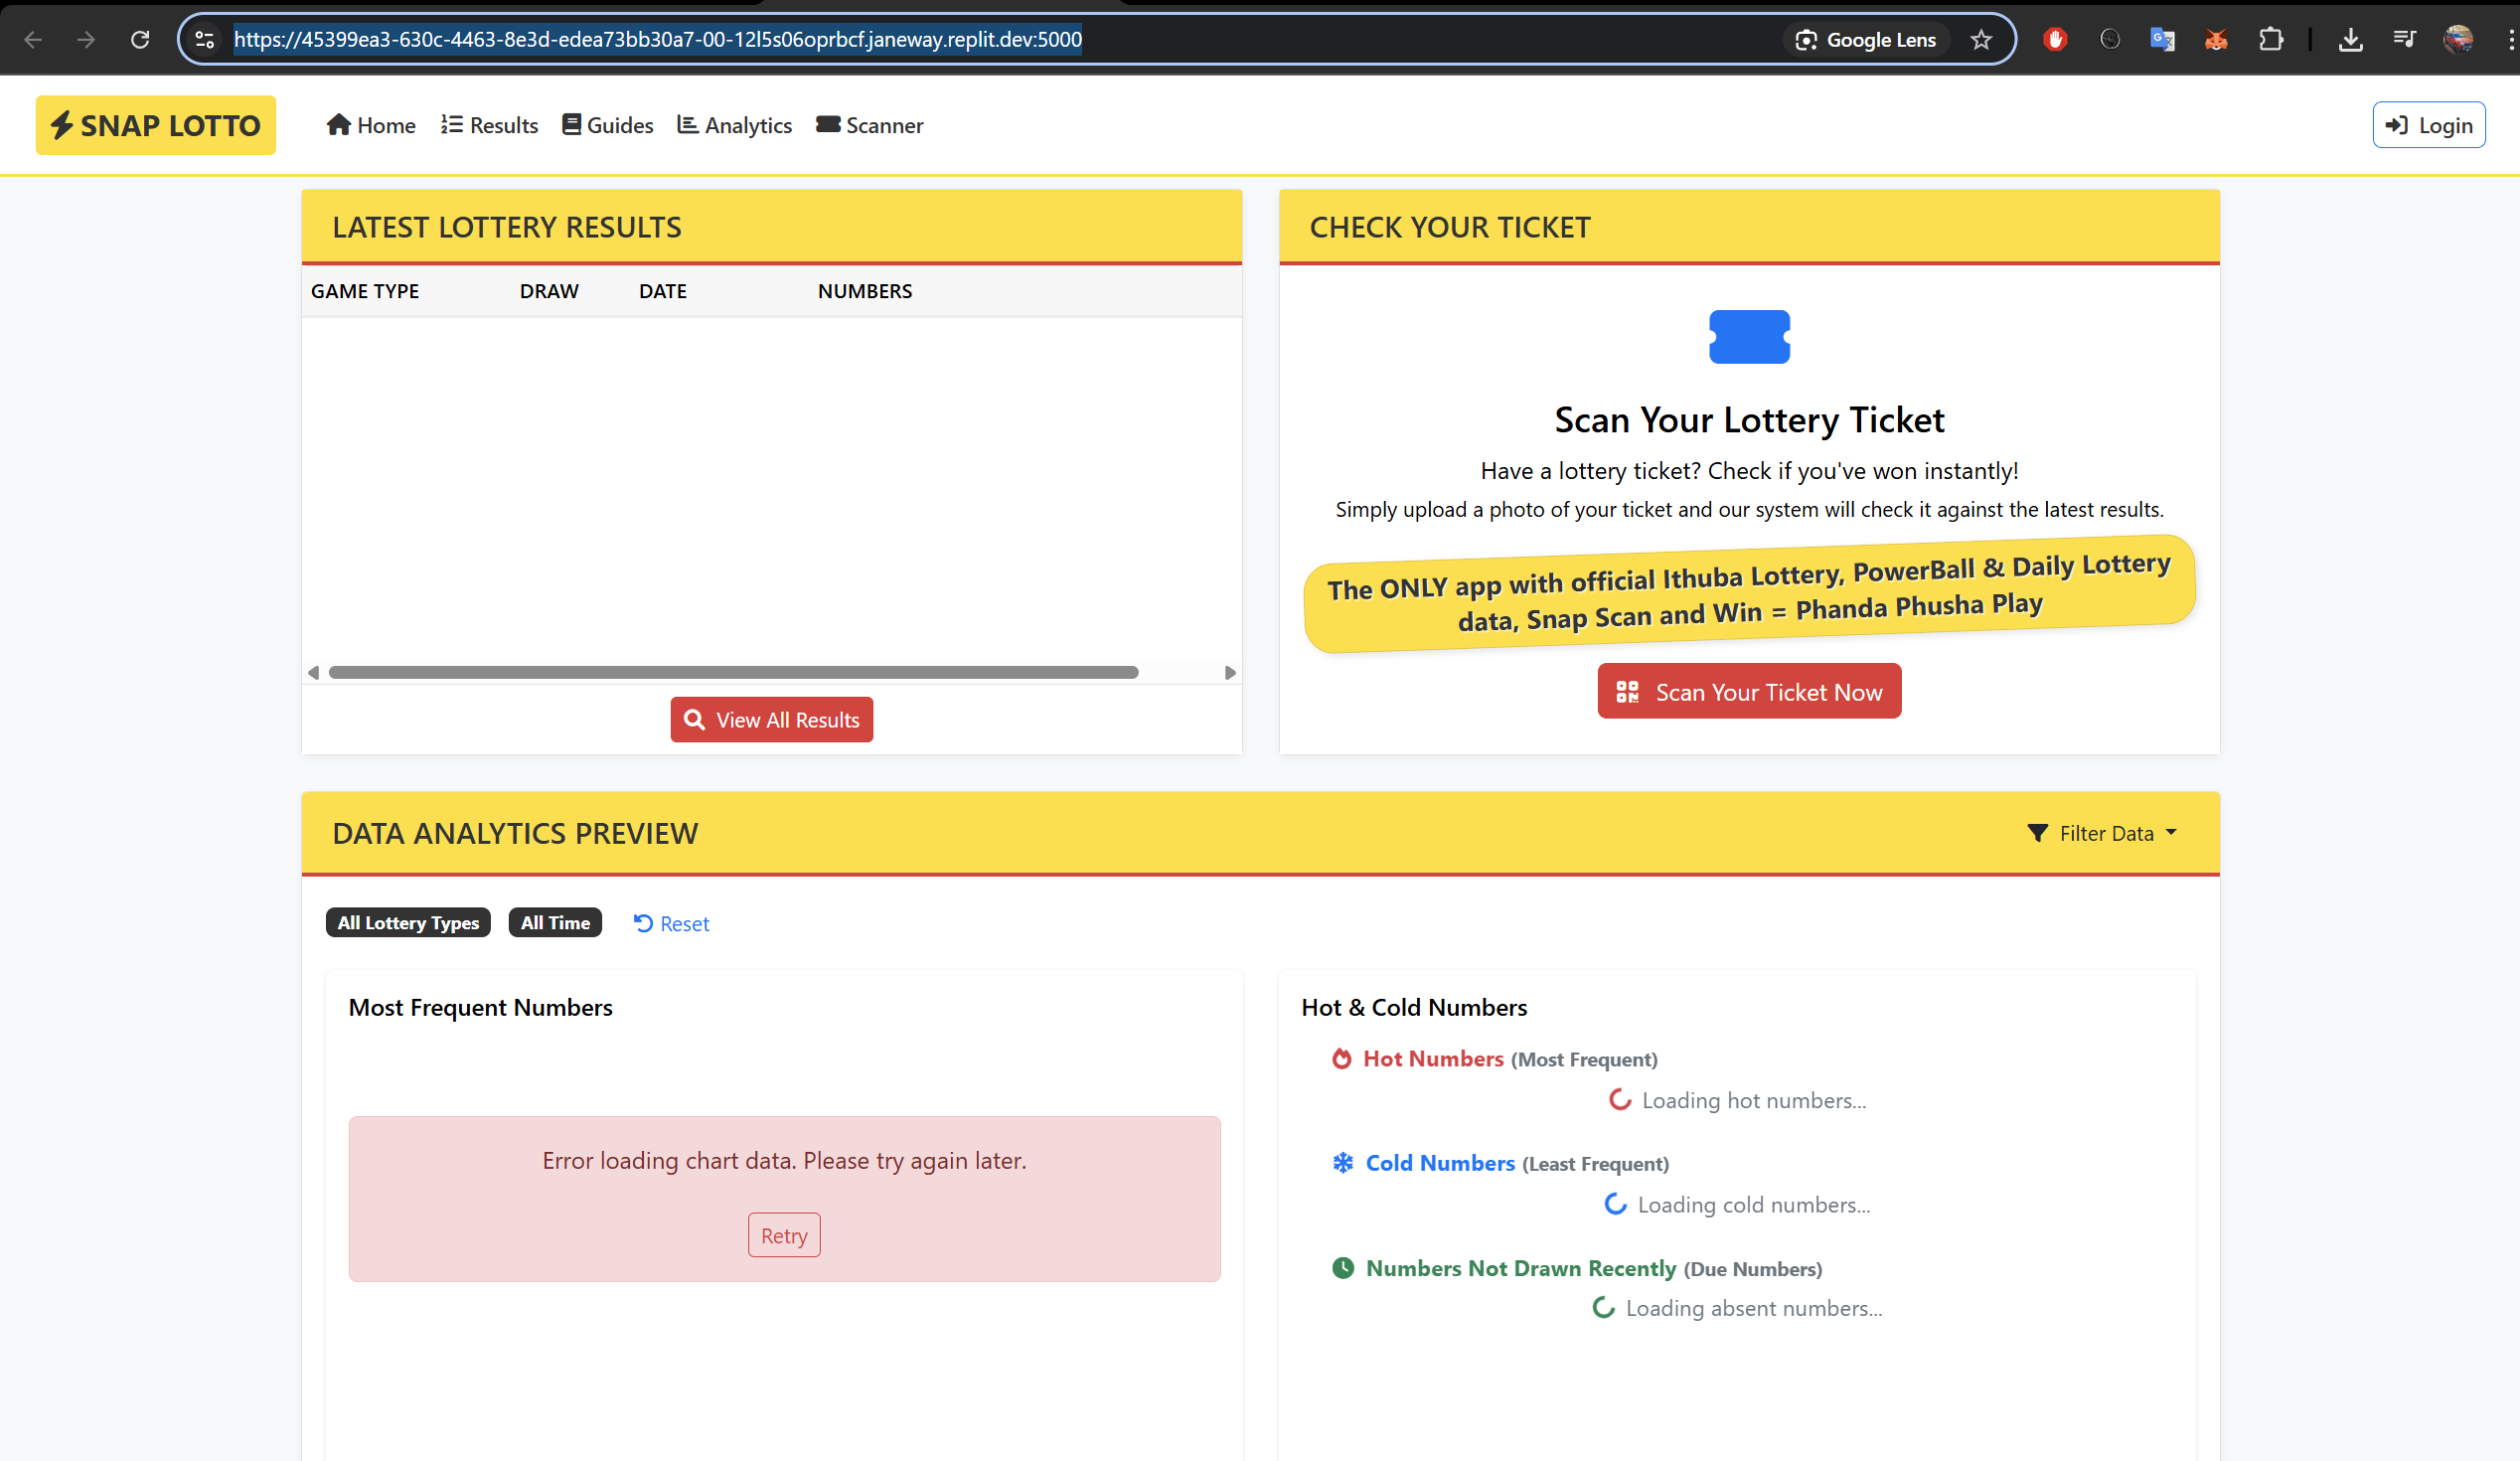 https://45399ea3-630c-4463-8e3d-edea73bb30a7-00-12l5s06oprbcf.janeway.replit.dev:5000
Google Lens
SNAP LOTTO
Home
Results
Guides
Analytics
Scanner
Login
LATEST LOTTERY RESULTS
GAME TYPE
DRAW
DATE
NUMBERS
View All Results
CHECK YOUR TICKET
Scan Your Lottery Ticket
Have a lottery ticket? Check if you've won instantly!
Simply upload a photo of your ticket and our system will check it against the latest results.
The ONLY app with official Ithuba Lottery, PowerBall & Daily Lottery
data, Snap Scan and Win = Phanda Phusha Play
Scan Your Ticket Now
DATA ANALYTICS PREVIEW
Filter Data
All Lottery Types
All Time
Reset
Most Frequent Numbers
Error loading chart data. Please try again later.
Retry
Hot & Cold Numbers
Hot Numbers (Most Frequent)
Loading hot numbers...
Cold Numbers (Least Frequent)
Loading cold numbers...
Numbers Not Drawn Recently (Due Numbers)
Loading absent numbers...